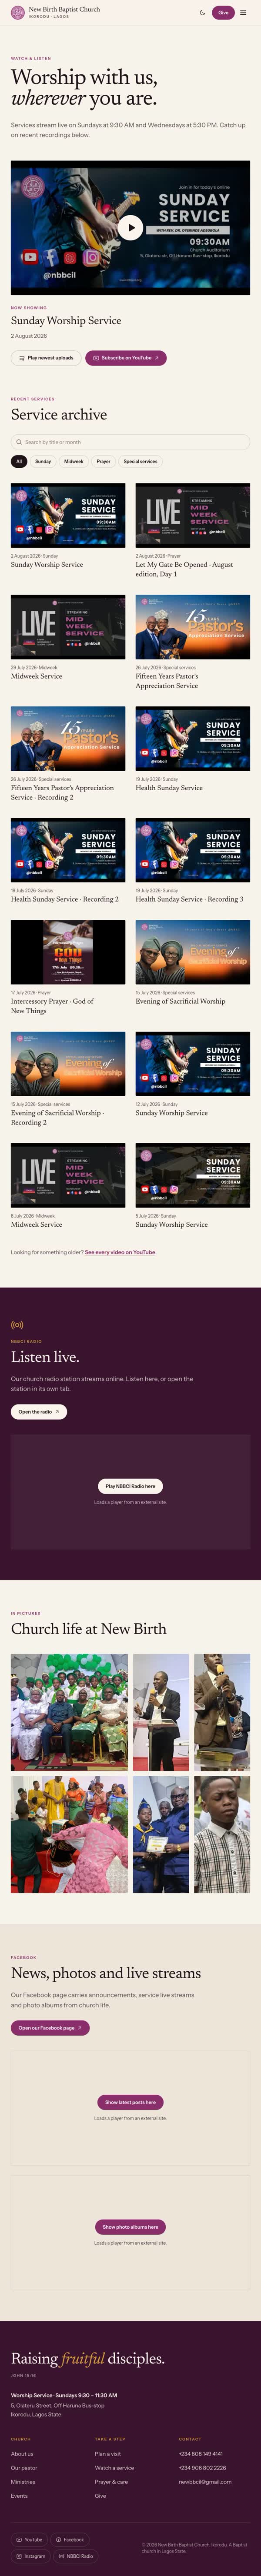 New Birth Baptist Church
IKORODU · LAGOS
Give
WATCH & LISTEN
Worship with us,
wherever you are.
Services stream live on Sundays at 9:30 AM and Wednesdays at 5:30 PM. Catch up
on recent recordings below.
Join in for today's online
SUNDAY
SERVICE
09:30AM
Church Auditorium
@nbbcil
NOW SHOWING
Sunday Worship Service
2 August 2026
Play newest uploads
Subscribe on YouTube
RECENT SERVICES
Service archive
Search by title or month
All
Sunday
Midweek
Prayer
Special services
2 August 2026 · Sunday
Sunday Worship Service
2 August 2026 · Prayer
Let My Gate Be Opened - August
edition, Day 1
29 July 2026 · Midweek
Midweek Service
26 July 2026 · Special services
Fifteen Years Pastor's
Appreciation Service
26 July 2026 · Special services
Fifteen Years Pastor's Appreciation
Service - Recording 2
19 July 2026 · Sunday
Health Sunday Service
19 July 2026 · Sunday
Health Sunday Service - Recording 2
19 July 2026 · Sunday
Health Sunday Service - Recording 3
17 July 2026 · Prayer
Intercessory Prayer - God of
New Things
15 July 2026 · Special services
Evening of Sacrificial Worship
15 July 2026 · Special services
Evening of Sacrificial Worship -
Recording 2
12 July 2026 · Sunday
Sunday Worship Service
8 July 2026 · Midweek
Midweek Service
5 July 2026 · Sunday
Sunday Worship Service
Looking for something older? See every video on YouTube.
NBBCI RADIO
Listen live.
Our church radio station streams online. Listen here, or open the
station in its own tab.
Open the radio
Play NBBCI Radio here
Loads a player from an external site.
IN PICTURES
Church life at New Birth
FACEBOOK
News, photos and live streams
Our Facebook page carries announcements, service live streams
and photo albums from church life.
Open our Facebook page
Show latest posts here
Loads a player from an external site.
Show photo albums here
Loads a player from an external site.
Raising fruitful disciples.
JOHN 15:16
Worship Service · Sundays 9:30 – 11:30 AM
5, Olateru Street, Off Haruna Bus-stop
Ikorodu, Lagos State
CHURCH
About us
Our pastor
Ministries
Events
TAKE A STEP
Plan a visit
Watch a service
Prayer & care
Give
CONTACT
+234 808 149 4141
+234 906 802 2226
newbbcil@gmail.com
YouTube
Facebook
Instagram
NBBCI Radio
© 2026 New Birth Baptist Church, Ikorodu. A Baptist
church in Lagos State.